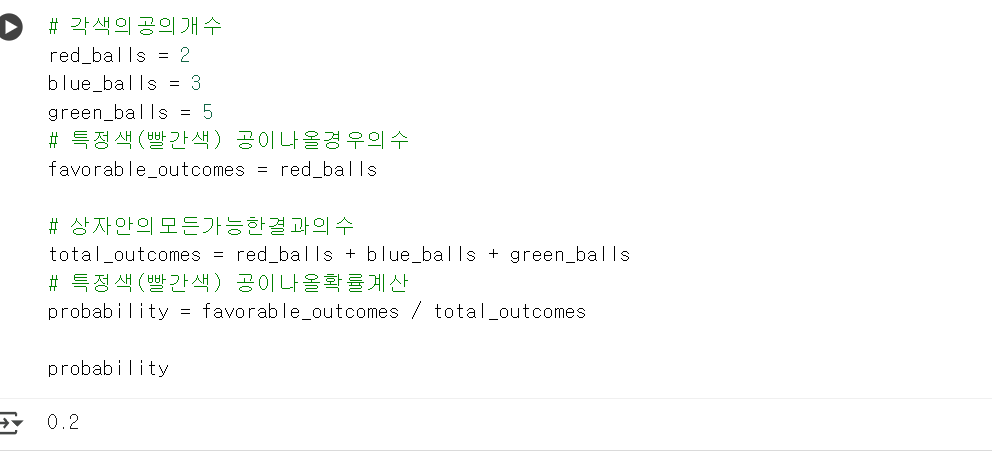 # 각색의공의개수
red_balls = 2
blue_balls = 3
green_balls = 5
# 특정색(빨간색) 공이나올경우의수
favorable_outcomes = red_balls
# 상자안의모든가능한결과의수
total_outcomes = red_balls + blue_balls + green_balls
# 특정색(빨간색) 공이나올확률계산
probability = favorable_outcomes / total_outcomes
probability
0.2